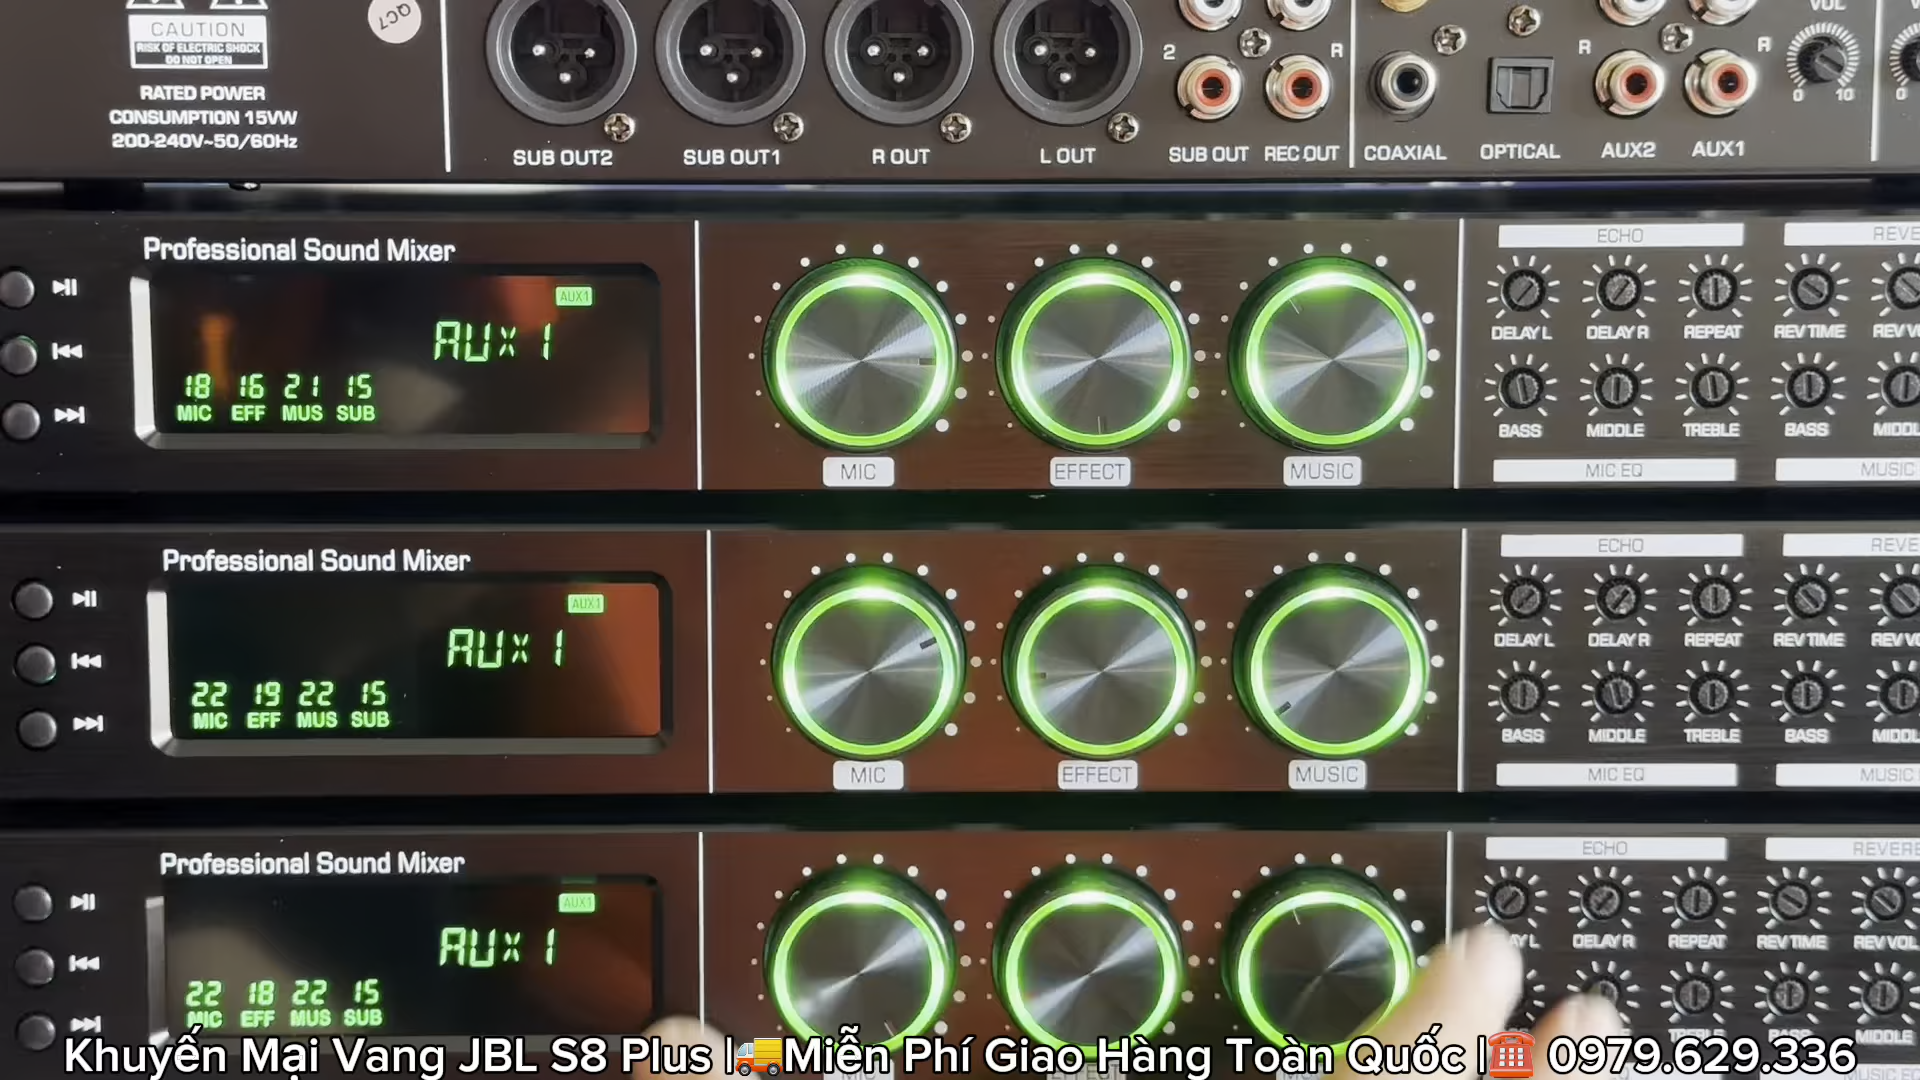 CAUTION
RISK OF ELECTRIC SHOCK
DO NOT OPEN
RATED POWER
CONSUMPTION 15VW
200-240V~50/60Hz
QC7
SUB OUT2 SUB OUT1 R OUT L OUT
2 R
SUB OUT REC OUT
COAXIAL OPTICAL
R R
AUX2 AUX1
VOL
0 10
0
Professional Sound Mixer
AUX1
AUX 1
18 16 21 15
MIC EFF MUS SUB
MIC EFFECT MUSIC
ECHO
DELAY L DELAY R REPEAT REV TIME
BASS MIDDLE TREBLE BASS
MIC EQ MUSIC
Professional Sound Mixer
AUX1
AUX 1
22 19 22 15
MIC EFF MUS SUB
MIC EFFECT MUSIC
ECHO
DELAY L DELAY R REPEAT REV TIME
BASS MIDDLE TREBLE BASS
MIC EQ MUSIC
Professional Sound Mixer
AUX1
AUX 1
22 18 22 15
MIC EFF MUS SUB
ECHO
DELAY R REPEAT REV TIME REV VOL
MIDDLE
Khuyến Mại Vang JBL S8 Plus |🚚Miễn Phí Giao Hàng Toàn Quốc |☎️ 0979.629.336